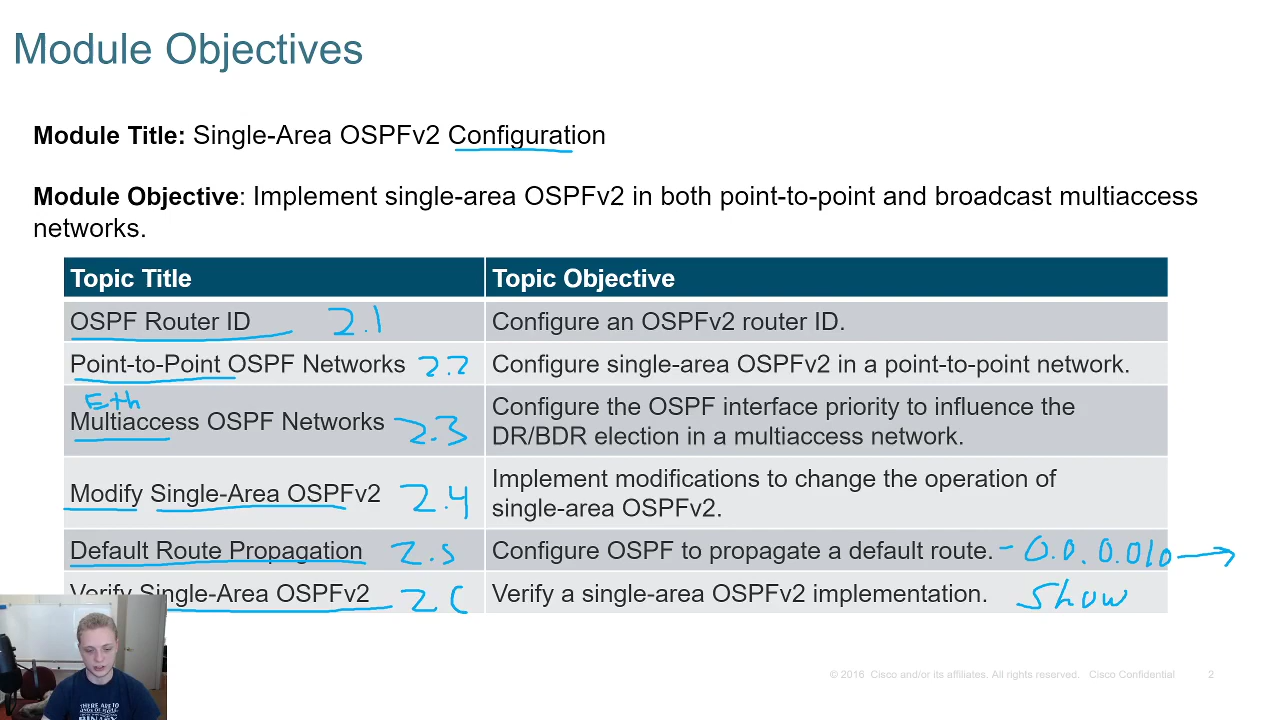 Module Objectives
Module Title: Single-Area OSPFv2 Configuration
Module Objective: Implement single-area OSPFv2 in both point-to-point and broadcast multiaccess
networks.
Topic Title Topic Objective
OSPF Router ID 2.1 Configure an OSPFv2 router ID.
Point-to-Point OSPF Networks 2.2 Configure single-area OSPFv2 in a point-to-point network.
Eth
Multiaccess OSPF Networks 2.3 Configure the OSPF interface priority to influence the
DR/BDR election in a multiaccess network.
Modify Single-Area OSPFv2 2.4 Implement modifications to change the operation of
single-area OSPFv2.
Default Route Propagation 2.5 Configure OSPF to propagate a default route. - 0.0.0.0/0 →
Verify Single-Area OSPFv2 Verify a single-area OSPFv2 implementation. Show
© 2016 Cisco and/or its affiliates. All rights reserved. Cisco Confidential 2
THERE ARE 10